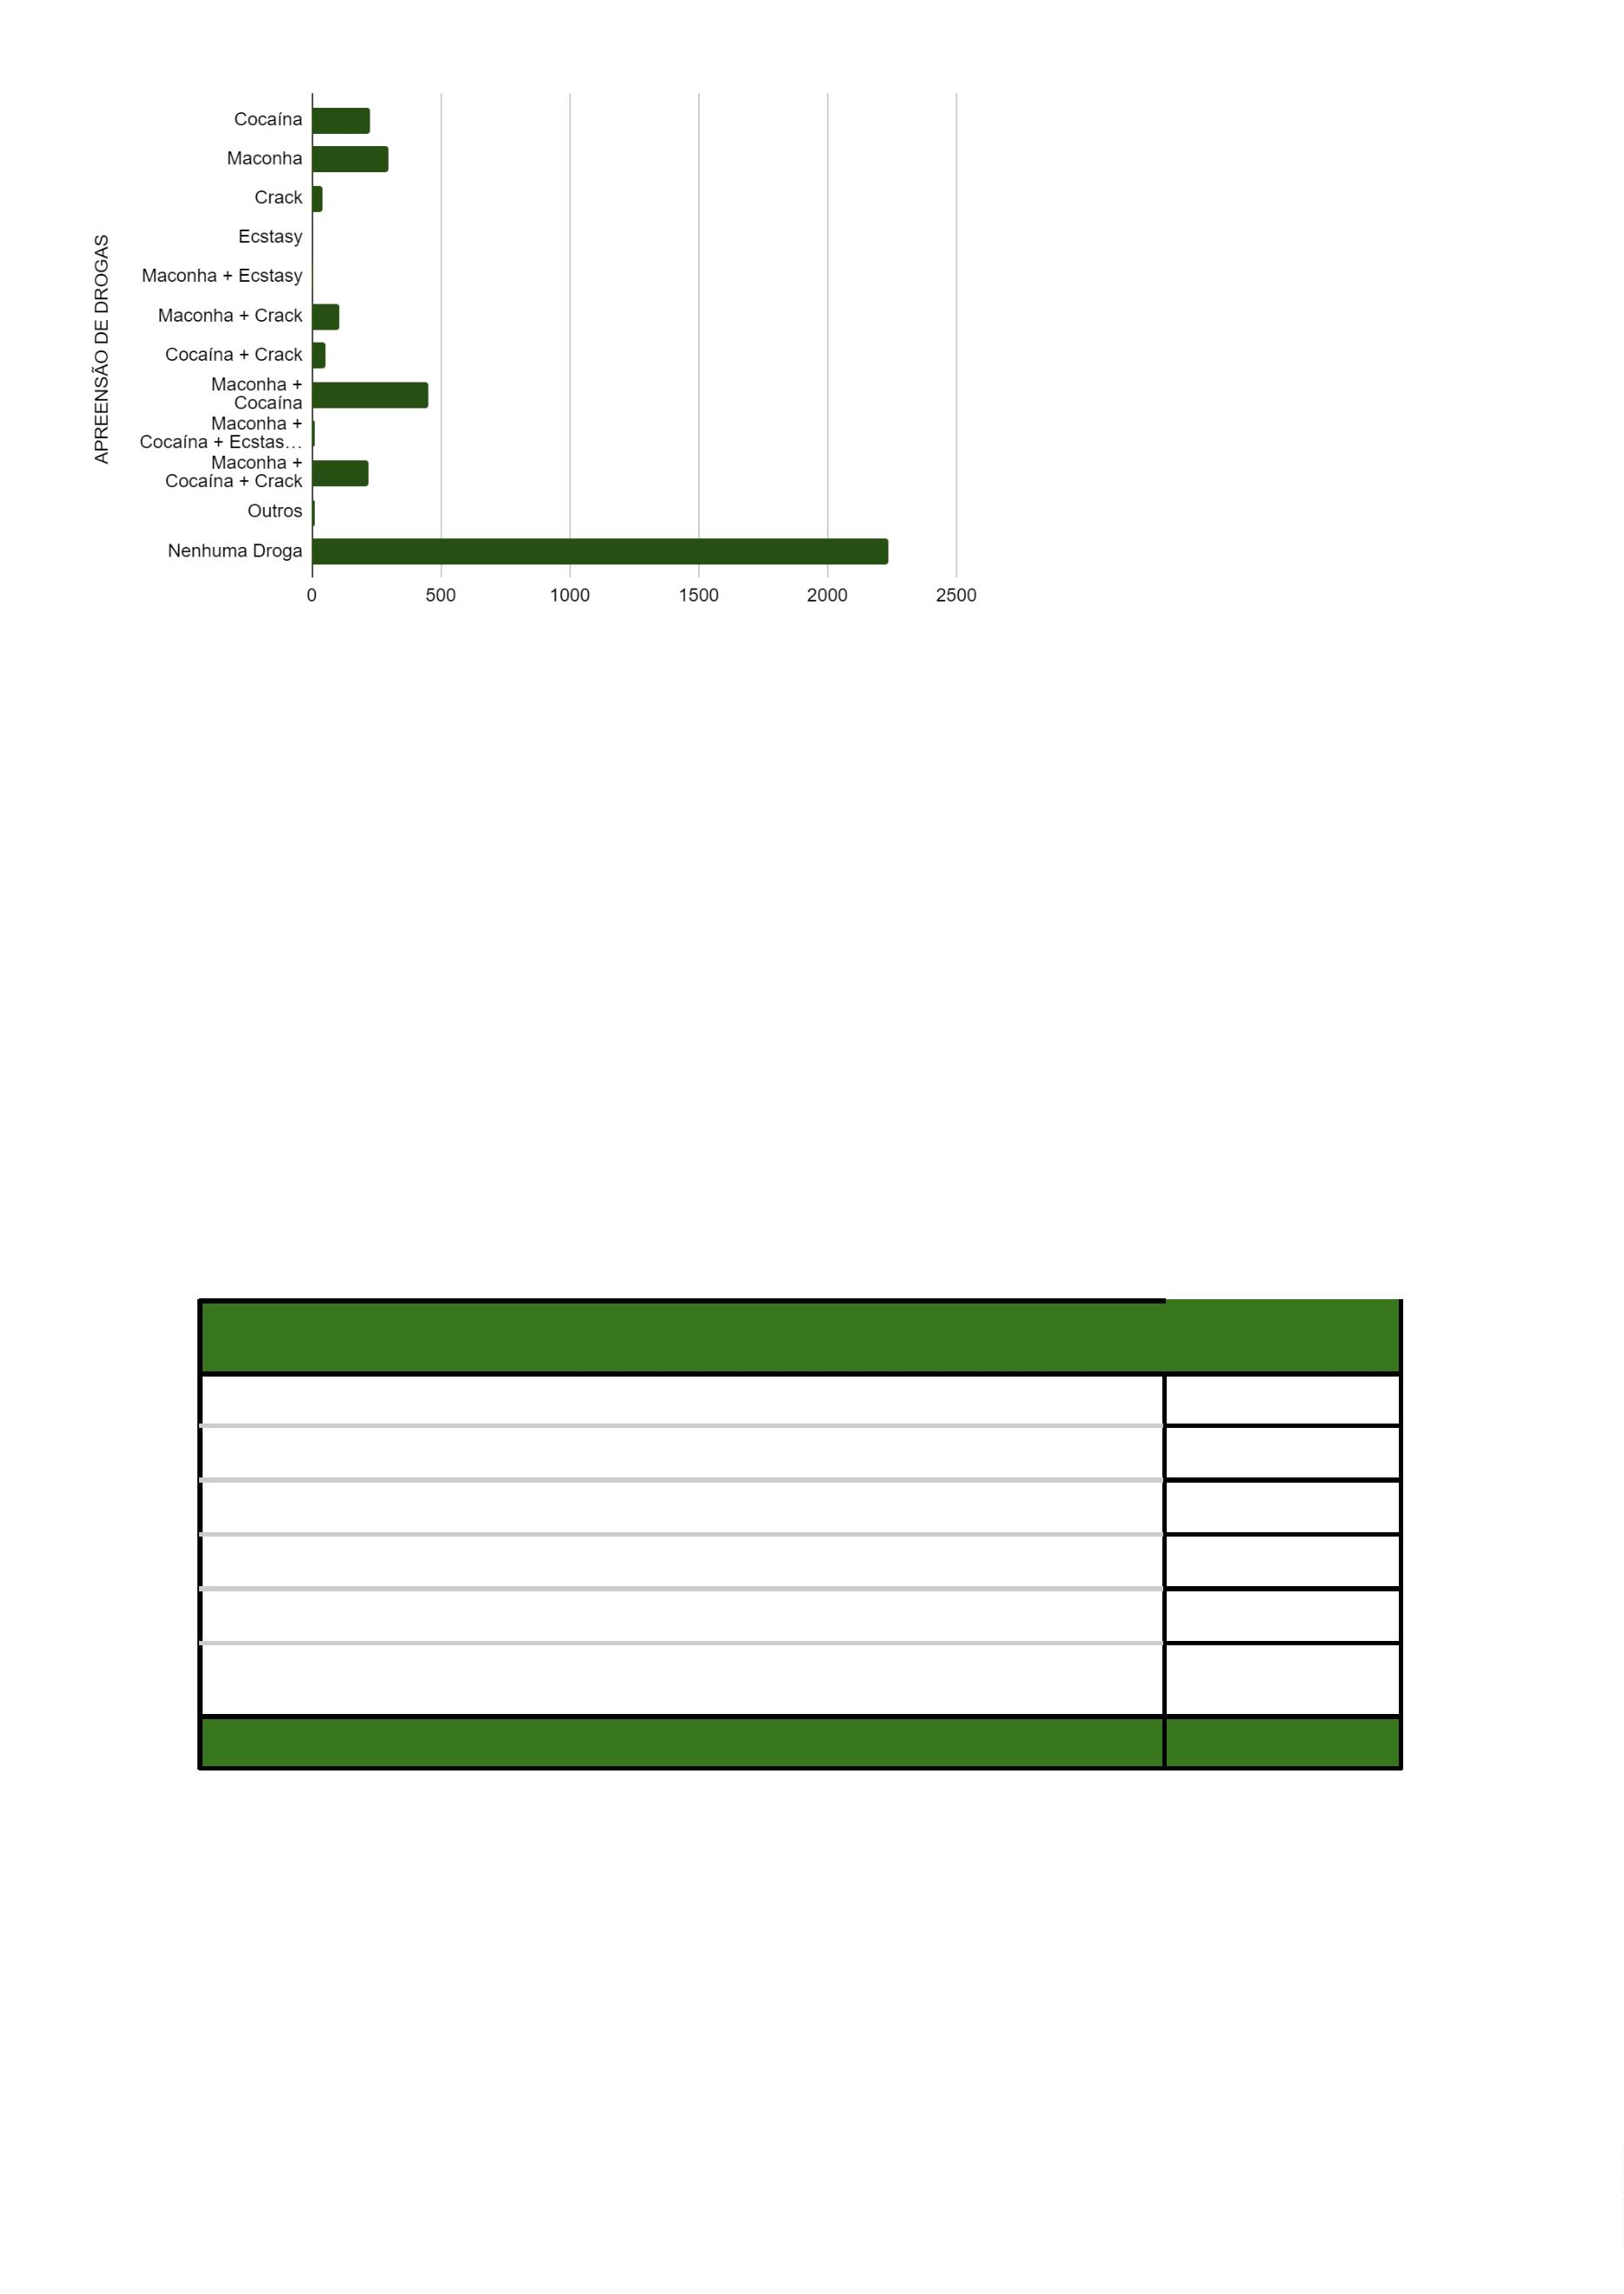 APREENSÃO DE DROGAS
Cocaína
Maconha
Crack
Ecstasy
Maconha + Ecstasy
Maconha + Crack
Cocaína + Crack
Maconha +
Cocaína
Maconha +
Cocaína + Ecstas…
Maconha +
Cocaína + Crack
Outros
Nenhuma Droga
0 500 1000 1500 2000 2500